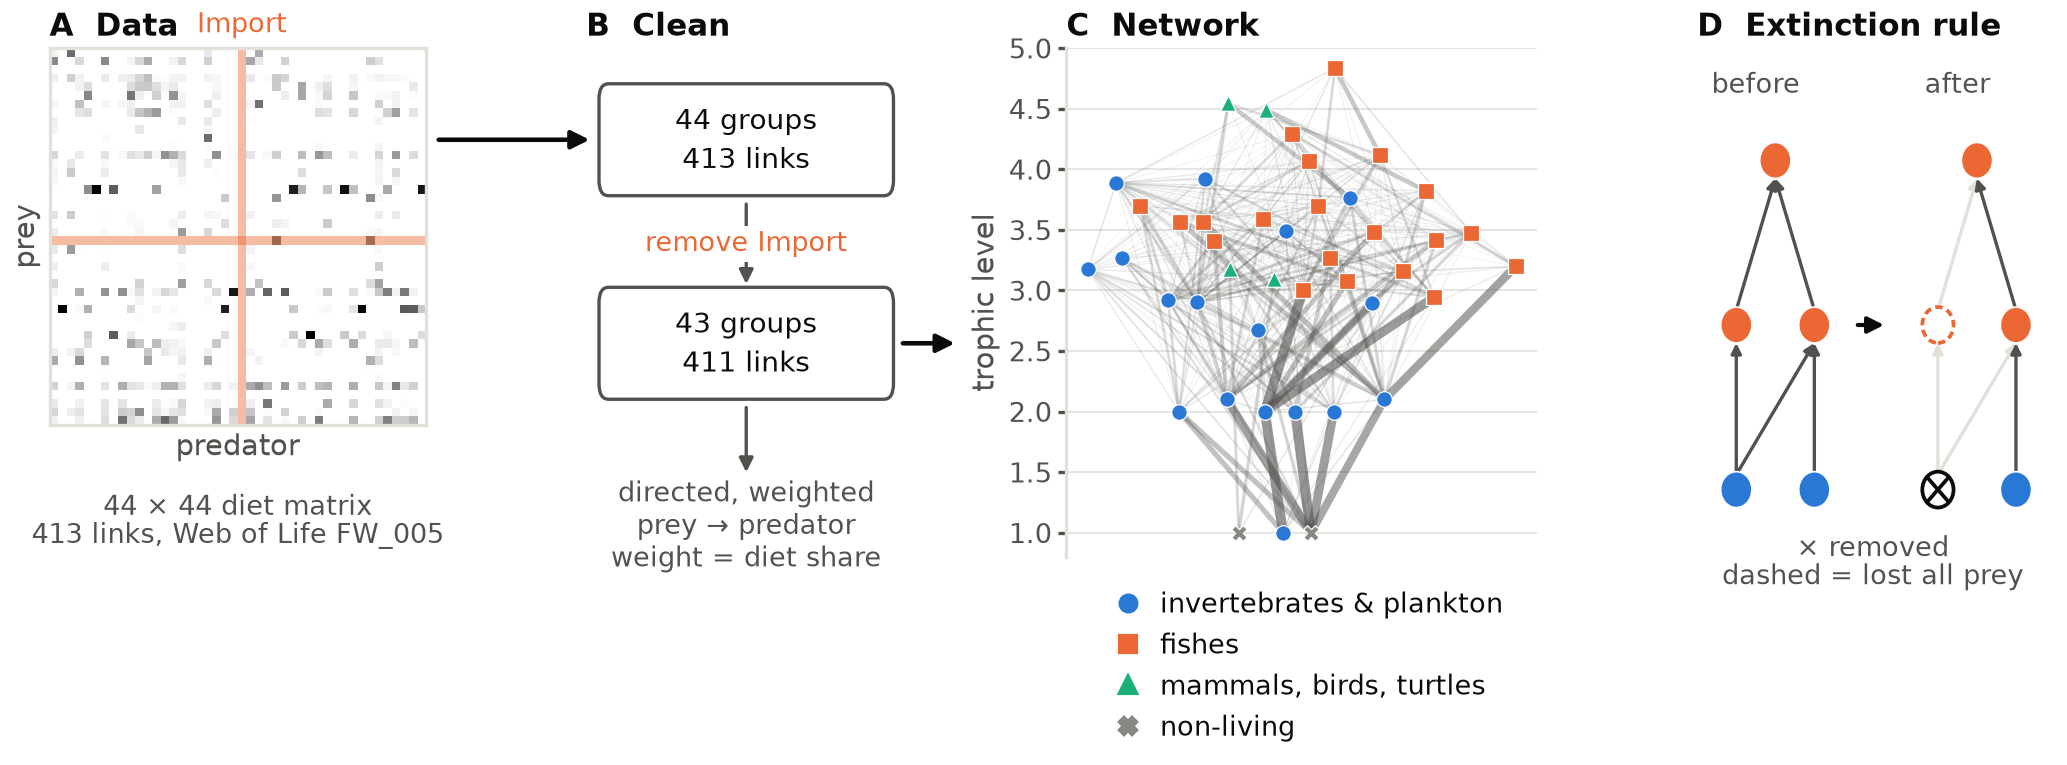 A Data Import
prey
predator
44 × 44 diet matrix
413 links, Web of Life FW_005
B Clean
44 groups
413 links
remove Import
43 groups
411 links
directed, weighted
prey → predator
weight = diet share
C Network
trophic level
5.0
4.5
4.0
3.5
3.0
2.5
2.0
1.5
1.0
invertebrates & plankton
fishes
mammals, birds, turtles
non-living
D Extinction rule
before after
× removed
dashed = lost all prey